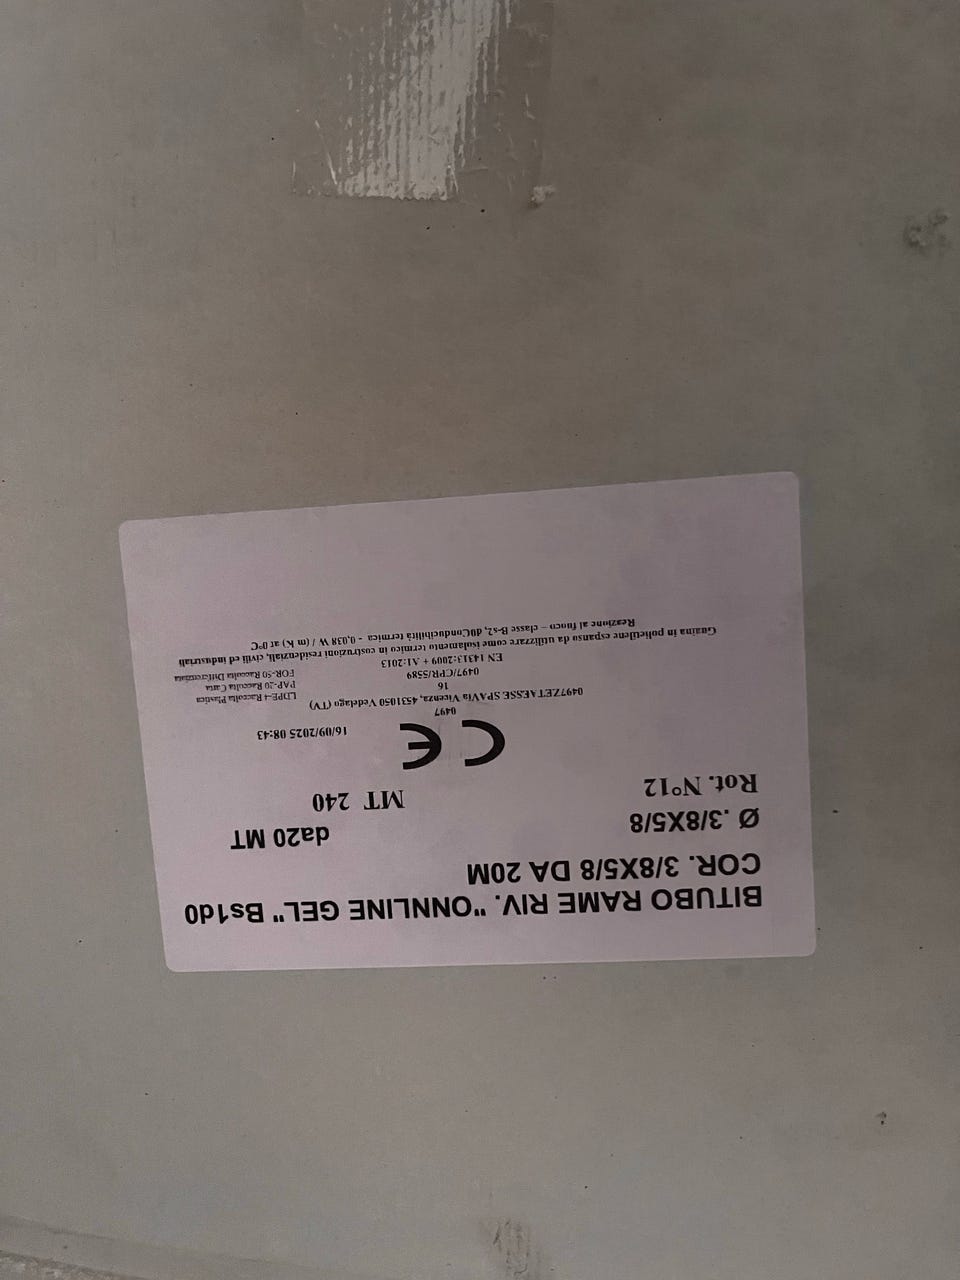 BITUBO RAME RIV. "ONNLINE GEL" Bs1d0
COR. 3/8X5/8 DA 20M
Ø .3/8X5/8 da20 MT
Rot. N°12 MT 240
CE 16/09/2025 08:43
0497
0497ZETAESSE SPAVia Vicenza, 4531050 Vedelago (TV)
16
0497/CPR/5589
EN 14313:2009 + A1:2013
LDPE-4-Raccolta Plastica
PAP-20 Raccolta Carta
FOR-50-Raccolta Differenziata
Guaina in polietilene espanso da utilizzare come isolamento termico in costruzioni residenziali, civili ed industriali
Reazione al fuoco – classe B-s2, d0Conducibilità termica - 0,038 W / (m K) at 0°C